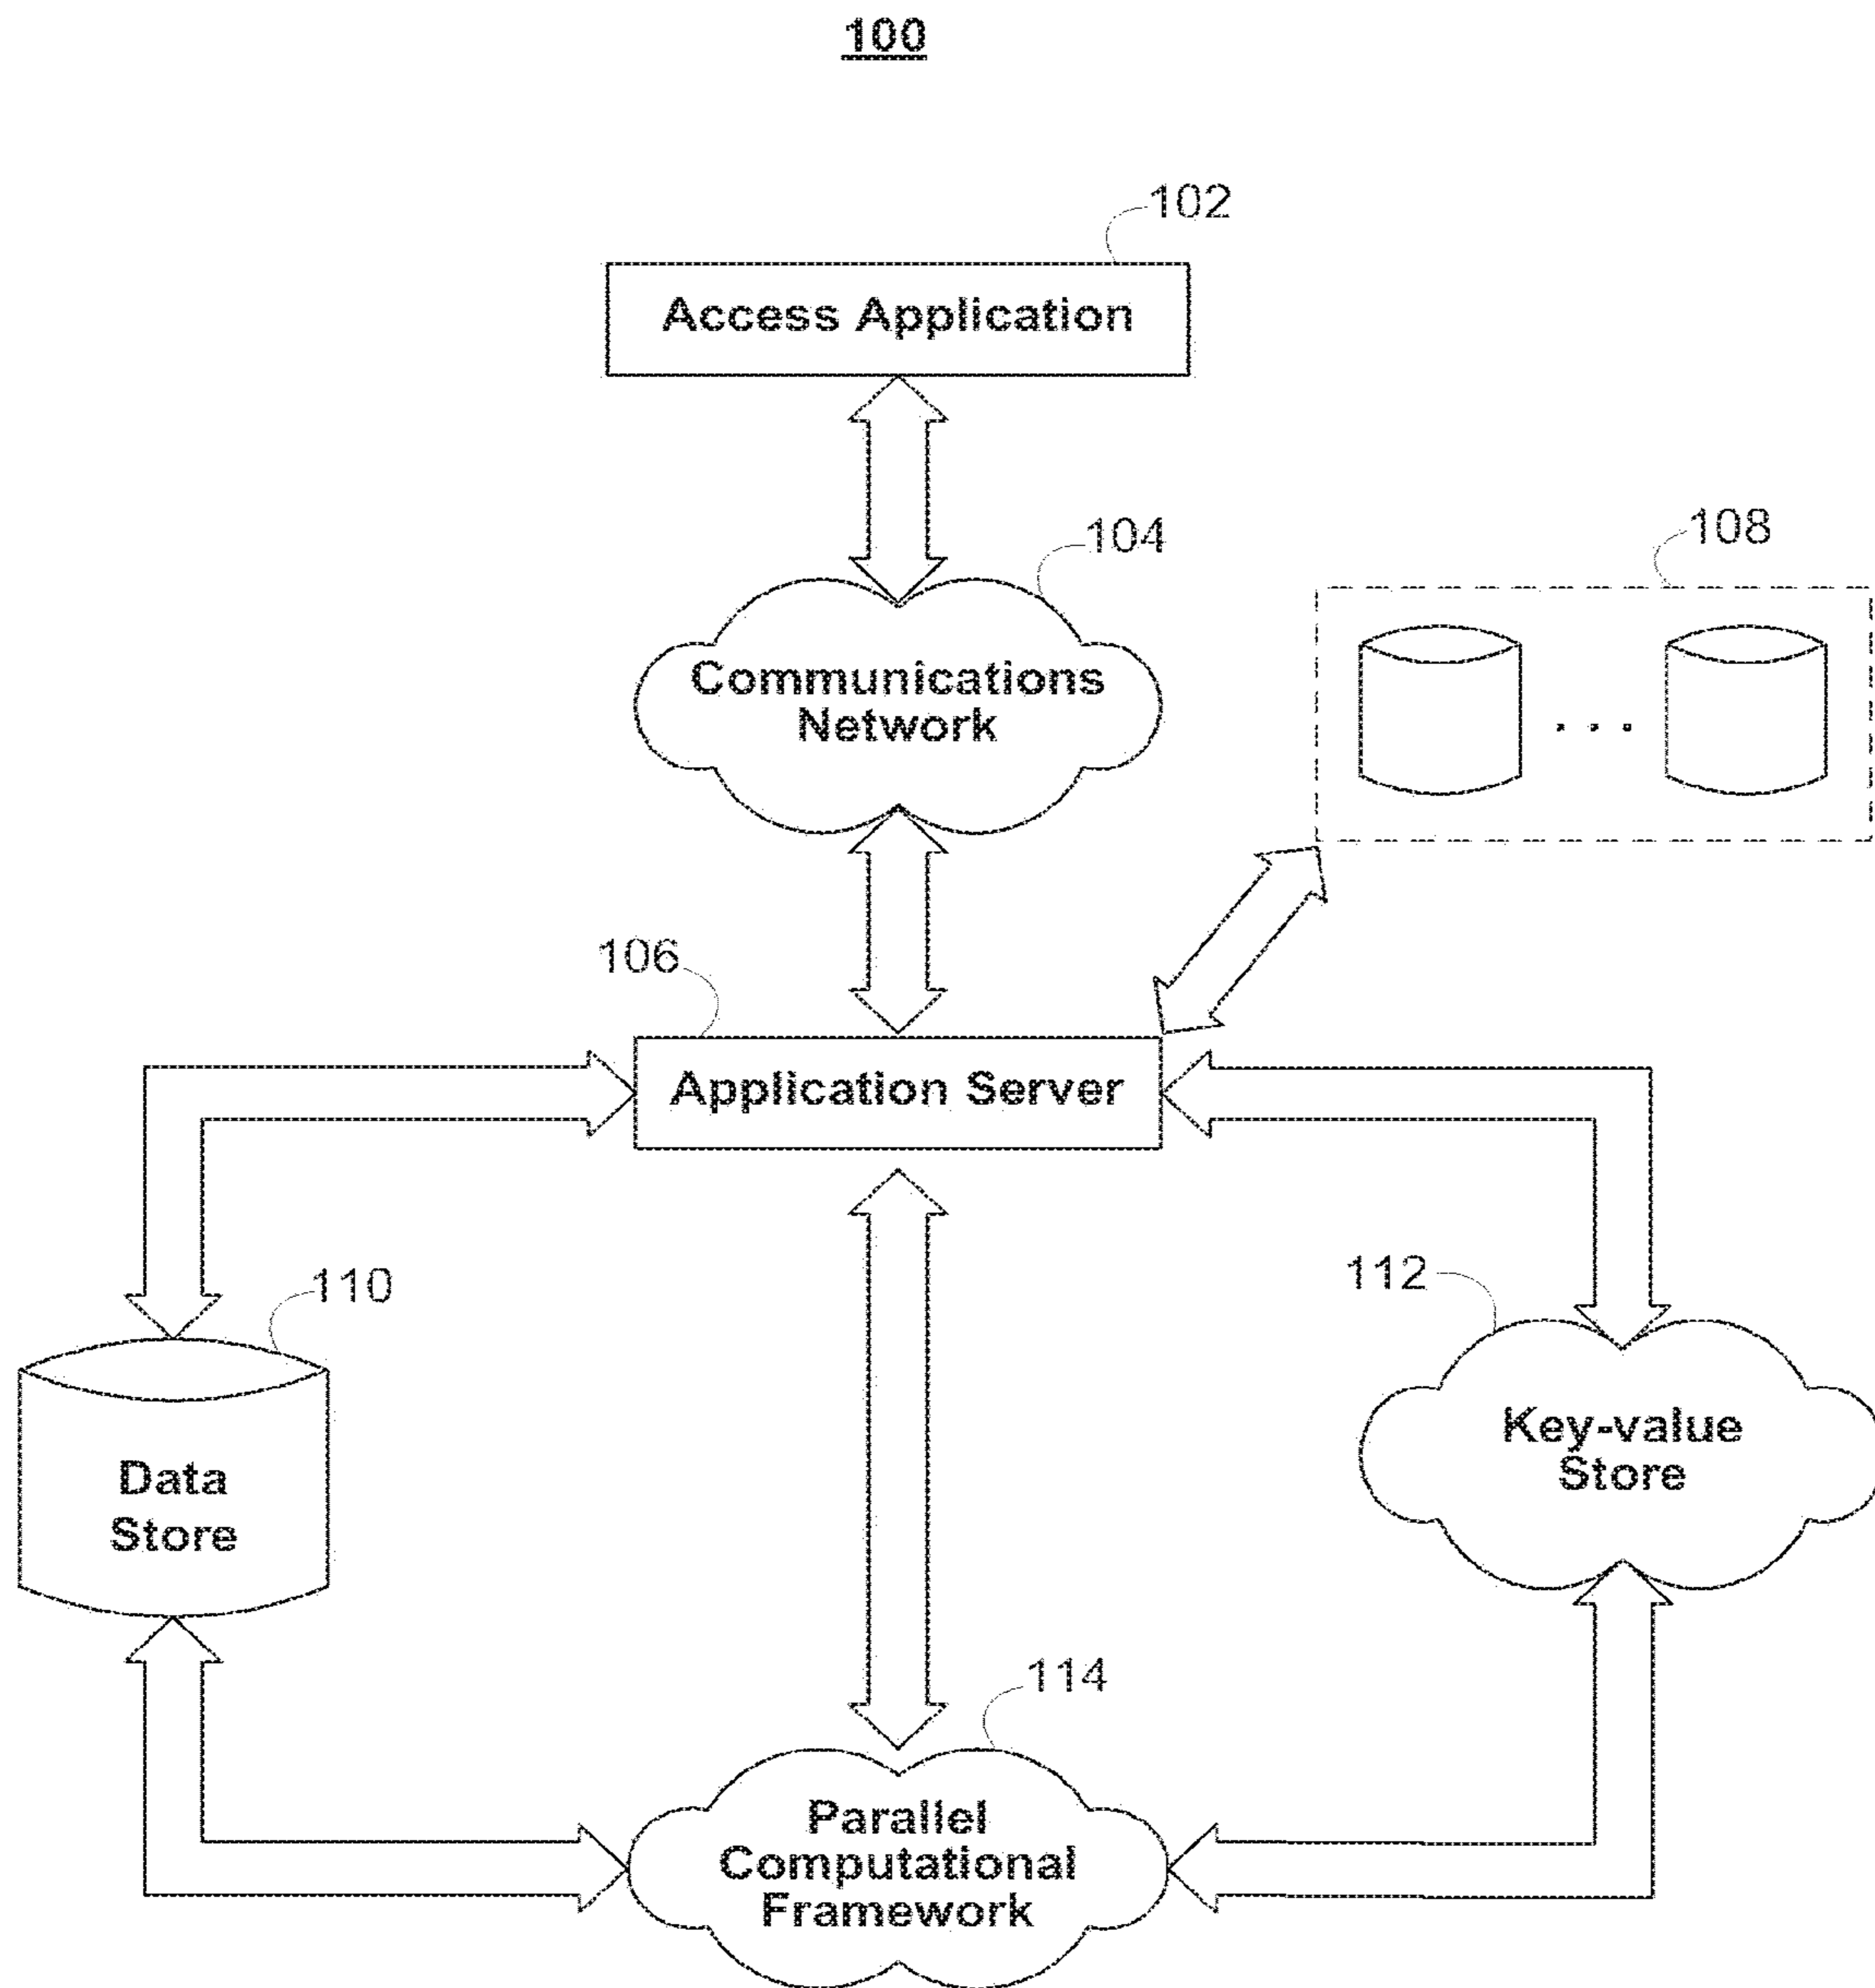 100
102
Access Application
104
108
Communications
Network
. . .
106
Application Server
110
112
Data
Store
Key-value
Store
114
Parallel
Computational
Framework